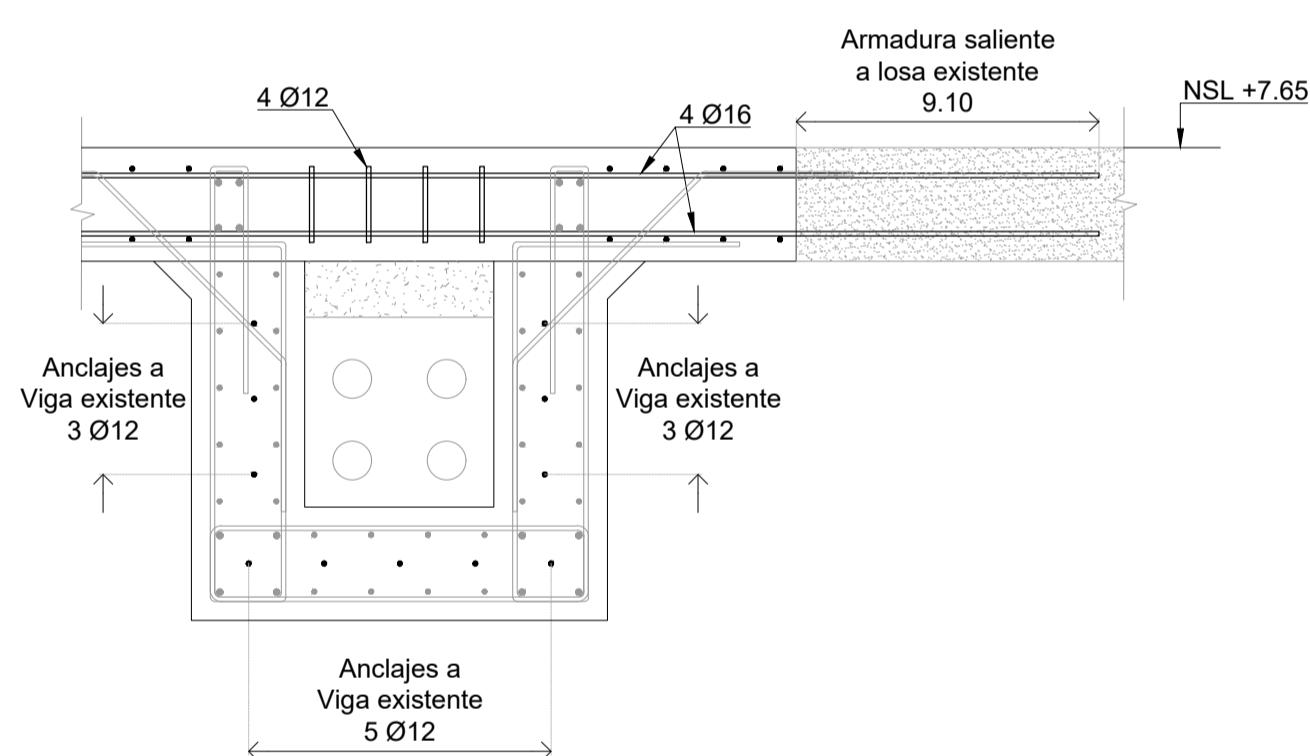 Armadura saliente
a losa existente
9.10
4 Ø12
4 Ø16
NSL +7.65
Anclajes a
Viga existente
3 Ø12
Anclajes a
Viga existente
3 Ø12
Anclajes a
Viga existente
5 Ø12